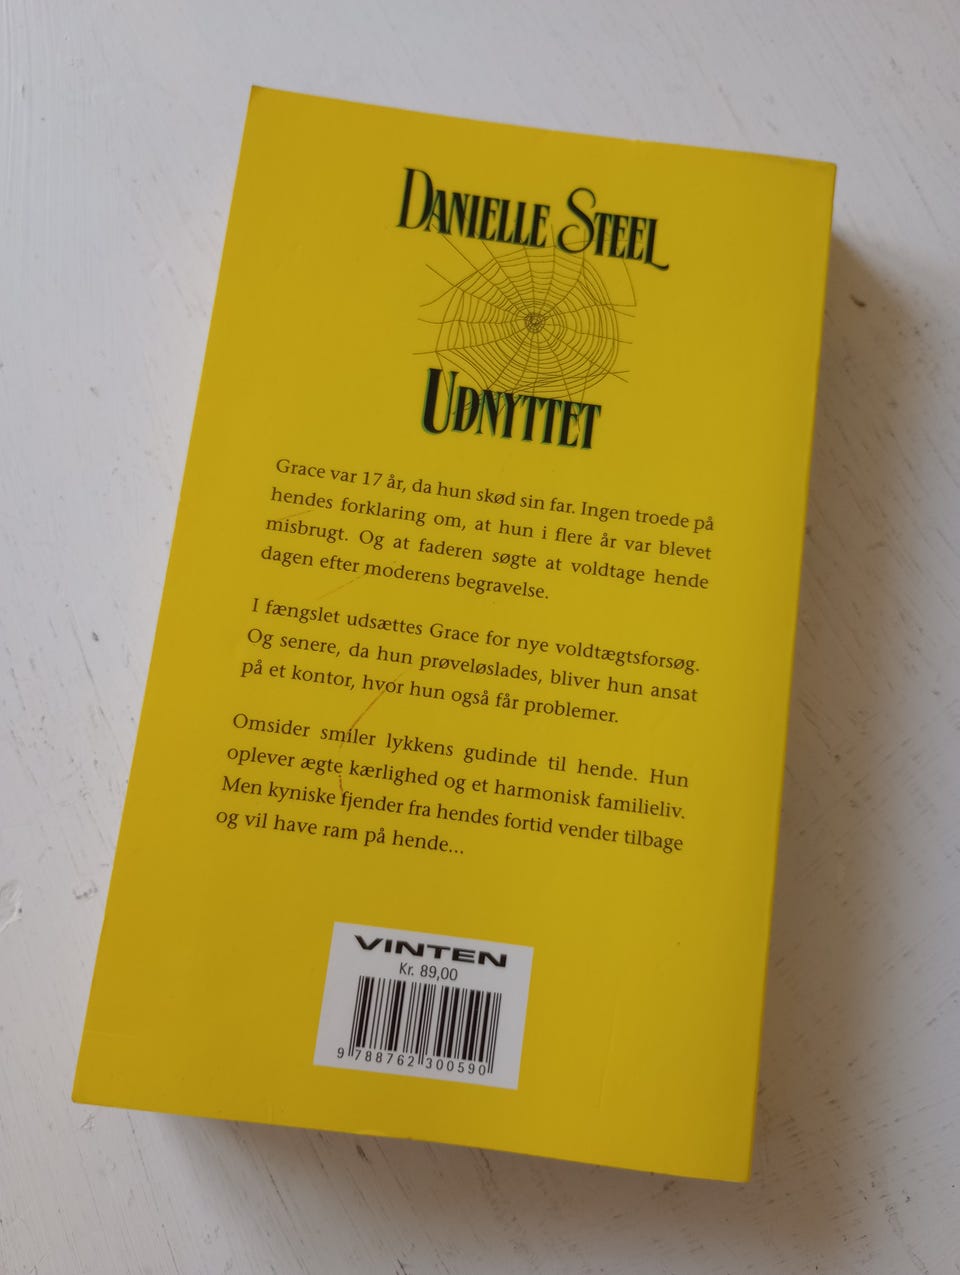 DANIELLE STEEL
UDNYTTET
Grace var 17 år, da hun skød sin far. Ingen troede på
hendes forklaring om, at hun i flere år var blevet
misbrugt. Og at faderen søgte at voldtage hende
dagen efter moderens begravelse.
I fængslet udsættes Grace for nye voldtægtsforsøg.
Og senere, da hun prøveløslades, bliver hun ansat
på et kontor, hvor hun også får problemer.
Omsider smiler lykkens gudinde til hende. Hun
oplever ægte kærlighed og et harmonisk familieliv.
Men kyniske fjender fra hendes fortid vender tilbage
og vil have ram på hende...
VINTEN
Kr. 89,00
9 788762 300590